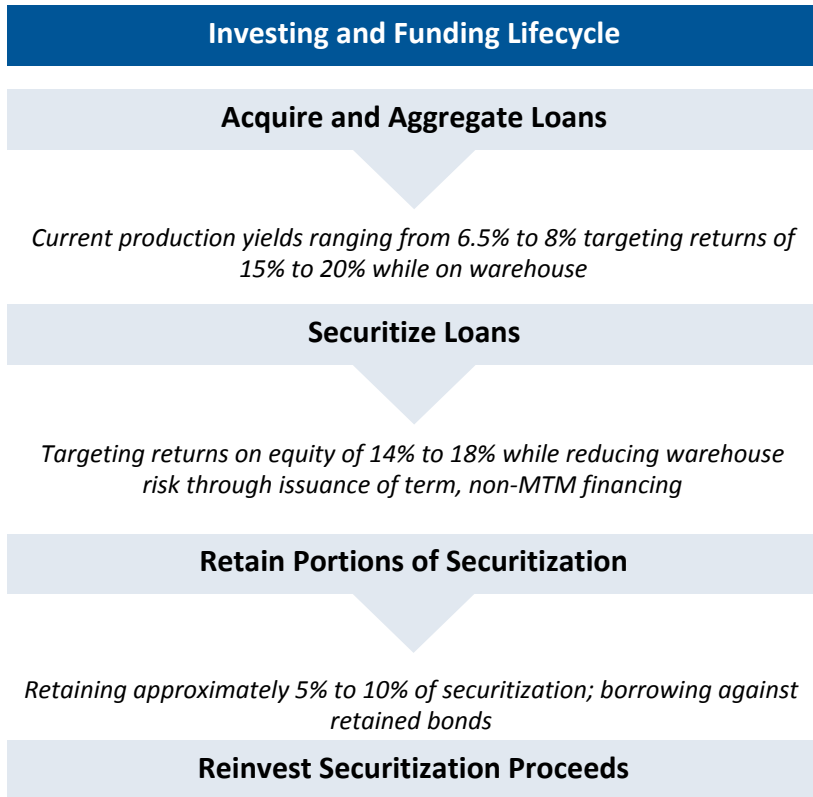 Investing and Funding Lifecycle
Acquire and Aggregate Loans
Current production yields ranging from 6.5% to 8% targeting returns of
15% to 20% while on warehouse
Securitize Loans
Targeting returns on equity of 14% to 18% while reducing warehouse
risk through issuance of term, non-MTM financing
Retain Portions of Securitization
Retaining approximately 5% to 10% of securitization; borrowing against
retained bonds
Reinvest Securitization Proceeds